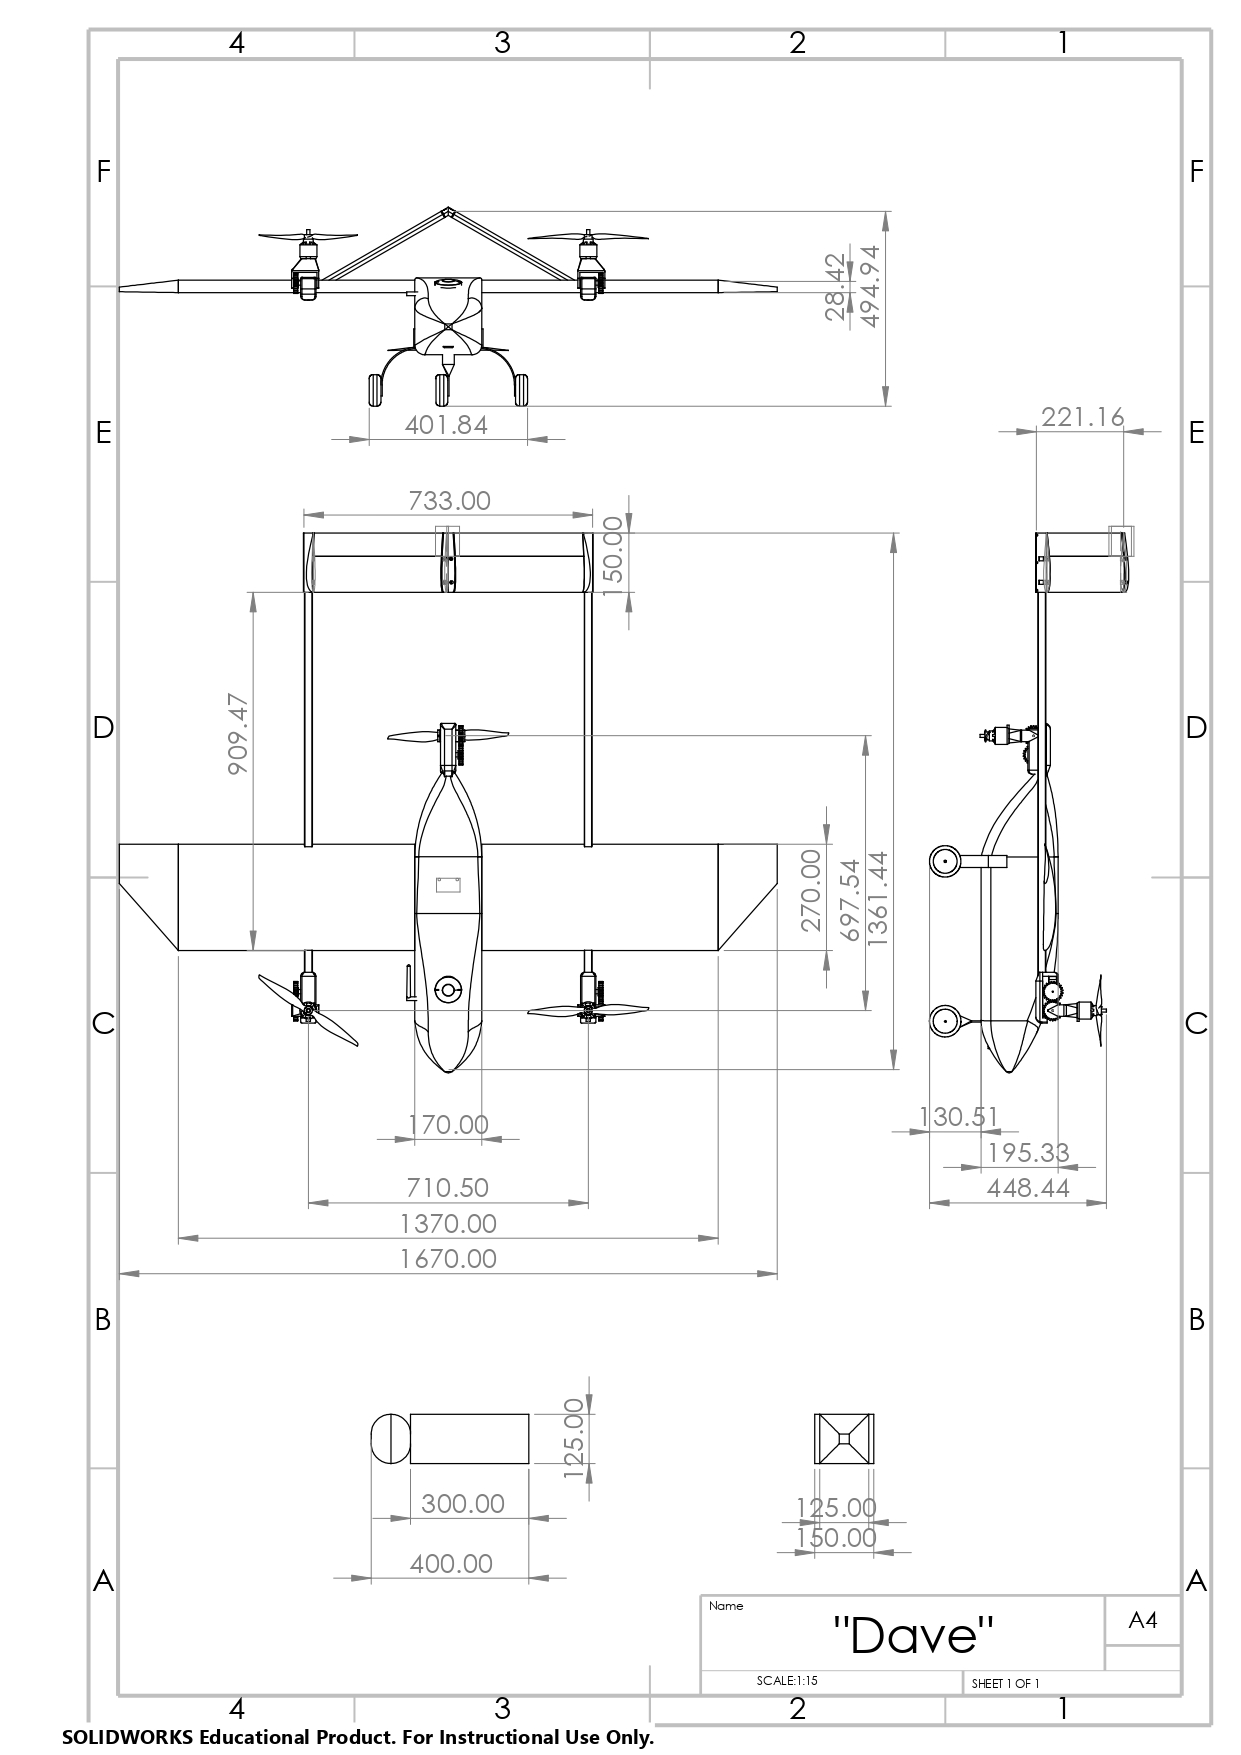 4 3 2 1
F F
28.42
494.94
401.84
E E
221.16
733.00
150.00
D D
909.47
270.00
697.54
1361.44
C C
170.00
130.51
195.33
710.50
448.44
1370.00
1670.00
B B
125.00
300.00
125.00
400.00
150.00
A A
Name
"Dave"
A4
SCALE:1:15
SHEET 1 OF 1
4 3 2 1
SOLIDWORKS Educational Product. For Instructional Use Only.